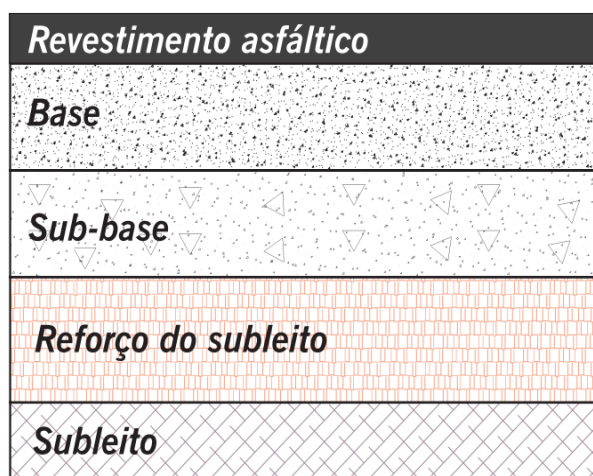 Revestimento asfáltico
Base
Sub-base
Reforço do subleito
Subleito